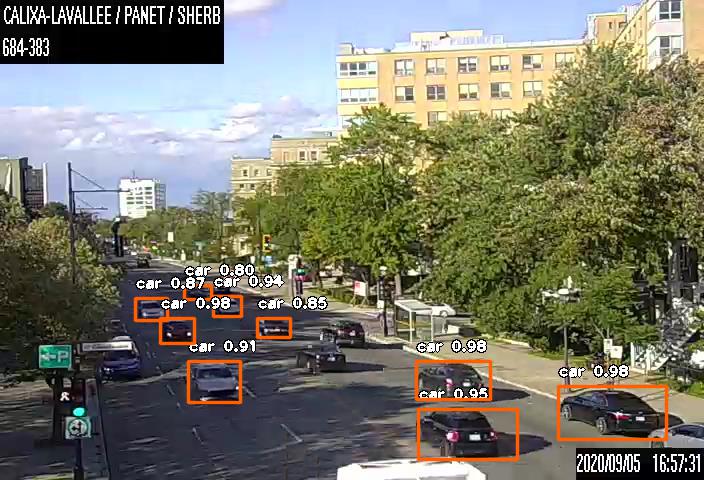 CALIXA-LAVALLEE / PANET / SHERB
684-383
car 0.80
car 0.87
car 0.94
car 0.98
car 0.85
car 0.91
car 0.98
car 0.98
car 0.95
P
2020/09/05 16:57:31